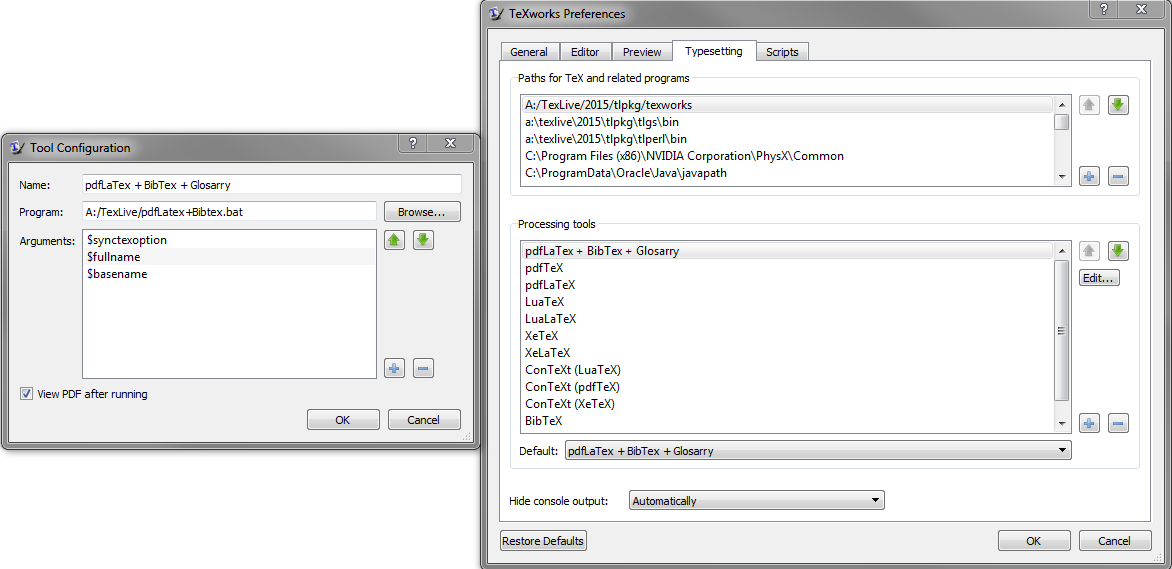 Tool Configuration
Name: pdfLaTex + BibTex + Glosarry
Program: A:/TexLive/pdfLatex+Bibtex.bat Browse...
Arguments: $synctexoption
$fullname
$basename
View PDF after running
OK Cancel
TeXworks Preferences
General Editor Preview Typesetting Scripts
Paths for TeX and related programs
A:/TexLive/2015/tlpkg/texworks
a:\texlive\2015\tlpkg\tlgs\bin
a:\texlive\2015\tlpkg\tlperl\bin
C:\Program Files (x86)\NVIDIA Corporation\PhysX\Common
C:\ProgramData\Oracle\Java\javapath
Processing tools
pdfLaTex + BibTex + Glosarry
pdfTeX
Edit...
pdfLaTeX
LuaTeX
LuaLaTeX
XeTeX
XeLaTeX
ConTeXt (LuaTeX)
ConTeXt (pdfTeX)
ConTeXt (XeTeX)
BibTeX
Default: pdfLaTex + BibTex + Glosarry
Hide console output: Automatically
Restore Defaults OK Cancel